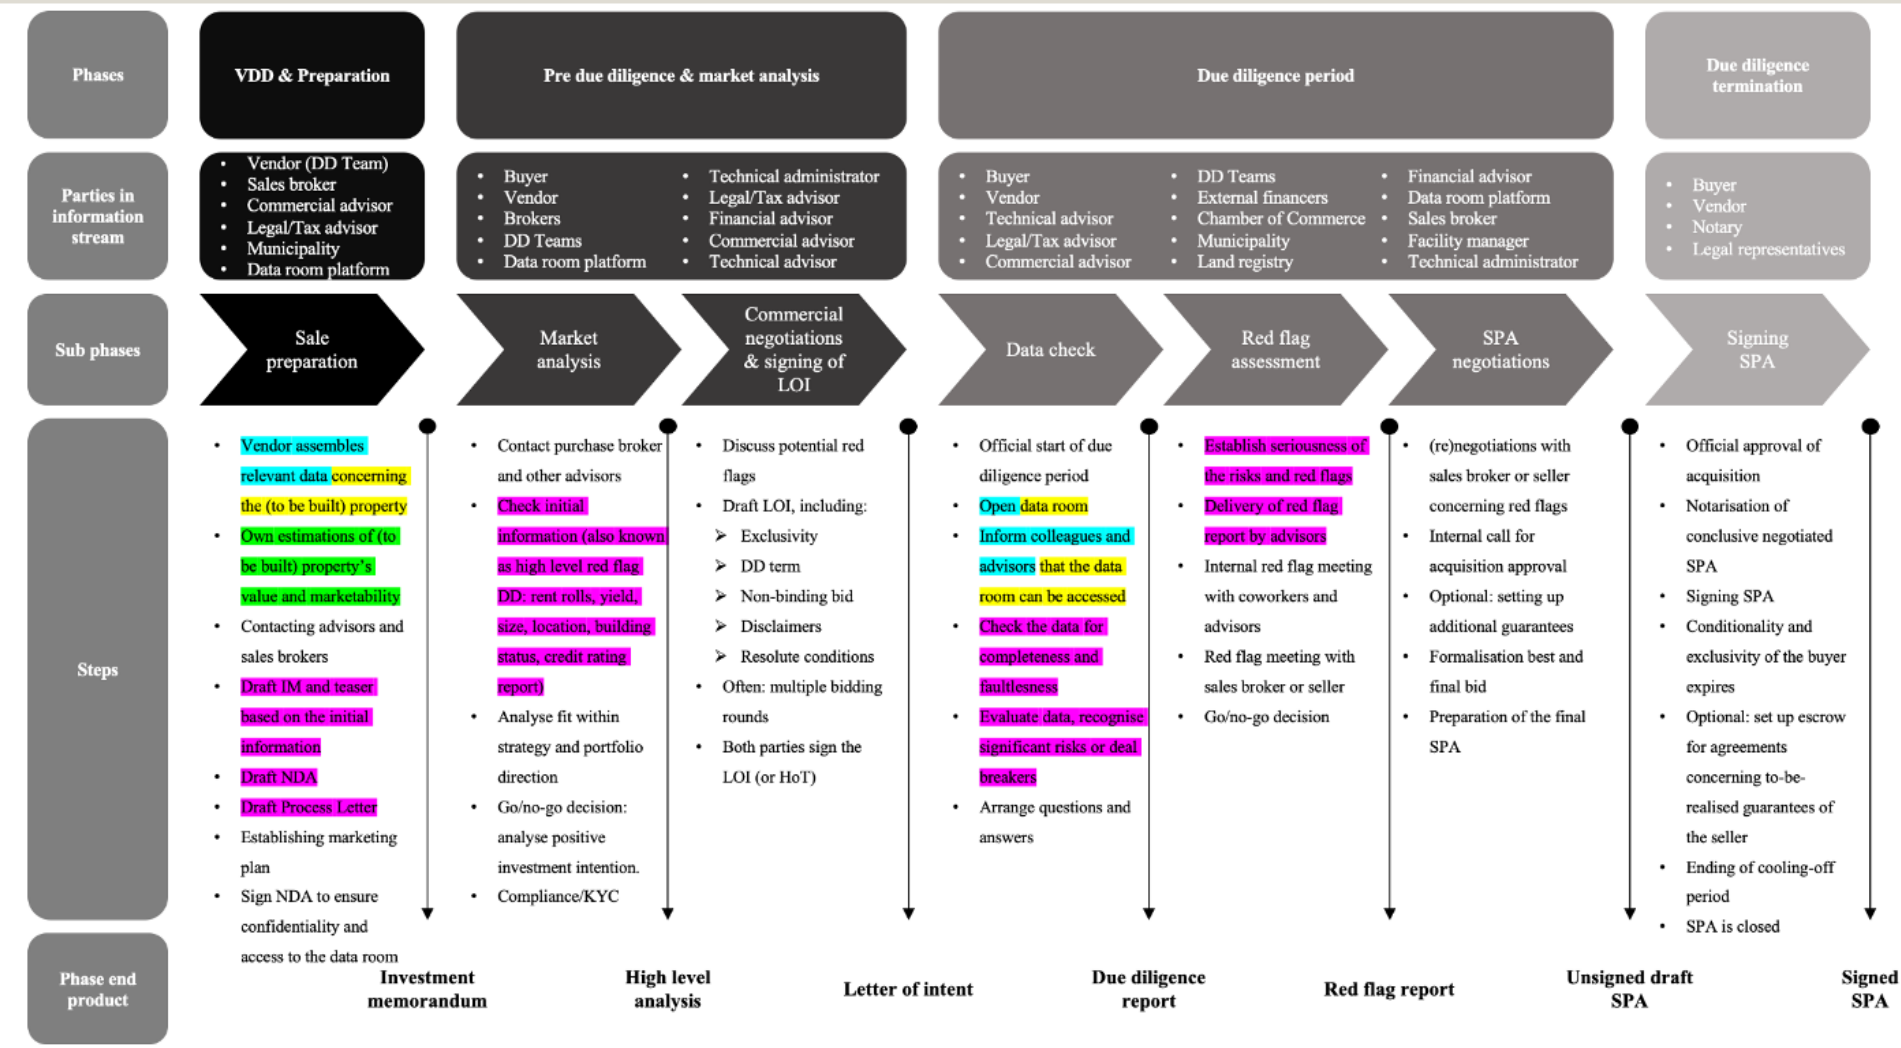 Phases
VDD & Preparation
Pre due diligence & market analysis
Due diligence period
Due diligence
termination
Parties in
information
stream
• Vendor (DD Team)
• Sales broker
• Commercial advisor
• Legal/Tax advisor
• Municipality
• Data room platform
• Buyer
• Vendor
• Brokers
• DD Teams
• Data room platform
• Technical administrator
• Legal/Tax advisor
• Financial advisor
• Commercial advisor
• Technical advisor
• Buyer
• Vendor
• Technical advisor
• Legal/Tax advisor
• Commercial advisor
• DD Teams
• External financers
• Chamber of Commerce
• Municipality
• Land registry
• Financial advisor
• Data room platform
• Sales broker
• Facility manager
• Technical administrator
• Buyer
• Vendor
• Notary
• Legal representatives
Sub phases
Sale
preparation
Market
analysis
Commercial
negotiations
& signing of
LOI
Data check
Red flag
assessment
SPA
negotiations
Signing
SPA
Steps
• Vendor assembles
relevant data concerning
the (to be built) property
• Own estimations of (to
be built) property's
value and marketability
• Contacting advisors and
sales brokers
• Draft IM and teaser
based on the initial
information
• Draft NDA
• Draft Process Letter
• Establishing marketing
plan
• Sign NDA to ensure
confidentiality and
access to the data room
• Contact purchase broker
and other advisors
• Check initial
information (also known
as high level red flag
DD: rent rolls, yield,
size, location, building
status, credit rating
report)
• Analyse fit within
strategy and portfolio
direction
• Go/no-go decision:
analyse positive
investment intention.
• Compliance/KYC
• Discuss potential red
flags
• Draft LOI, including:
➢ Exclusivity
➢ DD term
➢ Non-binding bid
➢ Disclaimers
➢ Resolute conditions
• Often: multiple bidding
rounds
• Both parties sign the
LOI (or HoT)
• Official start of due
diligence period
• Open data room
• Inform colleagues and
advisors that the data
room can be accessed
• Check the data for
completeness and
faultlesness
• Evaluate data, recognise
significant risks or deal
breakers
• Arrange questions and
answers
• Establish seriousness of
the risks and red flags
• Delivery of red flag
report by advisors
• Internal red flag meeting
with coworkers and
advisors
• Red flag meeting with
sales broker or seller
• Go/no-go decision
• (re)negotiations with
sales broker or seller
concerning red flags
• Internal call for
acquisition approval
• Optional: setting up
additional guarantees
• Formalisation best and
final bid
• Preparation of the final
SPA
• Official approval of
acquisition
• Notarisation of
conclusive negotiated
SPA
• Signing SPA
• Conditionality and
exclusivity of the buyer
expires
• Optional: set up escrow
for agreements
concerning to-be-
realised guarantees of
the seller
• Ending of cooling-off
period
• SPA is closed
Phase end
product
Investment
memorandum
High level
analysis
Letter of intent
Due diligence
report
Red flag report
Unsigned draft
SPA
Signed
SPA